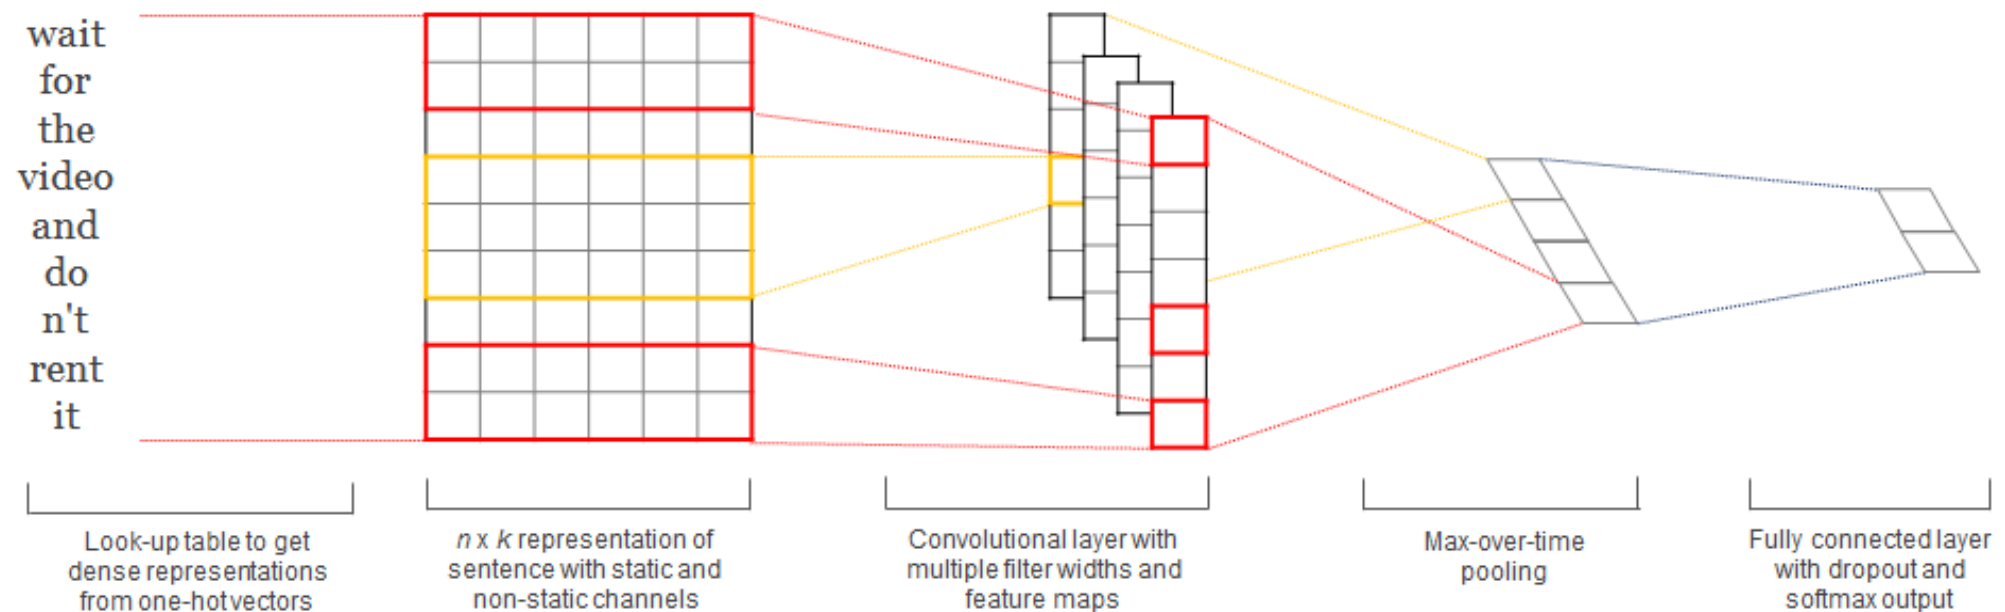 wait
for
the
video
and
do
n't
rent
it
Look-up table to get
dense representations
from one-hot vectors
n x k representation of
sentence with static and
non-static channels
Convolutional layer with
multiple filter widths and
feature maps
Max-over-time
pooling
Fully connected layer
with dropout and
softmax output